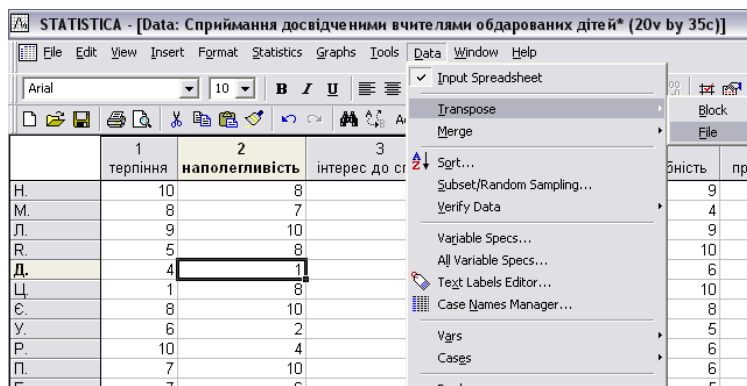 STATISTICA - [Data: Сприймання досвідченими вчителями обдарованих дітей* (20v by 35c)]
File Edit View Insert Format Statistics Graphs Tools Data Window Help
Arial 10 B I U
Input Spreadsheet
Transpose
Block
Merge
File
1 2 3
терпіння наполегливість інтерес до сп
бність пр
Sort...
Subset/Random Sampling...
Verify Data
Variable Specs...
All Variable Specs...
Text Labels Editor...
Case Names Manager...
Vars
Cases
Н. 10 8 9
М. 8 7 4
Л. 9 10 9
Я. 5 8 10
Д. 4 1 6
Ц. 1 8 10
Є. 8 10 8
У. 6 2 5
Р. 10 4 6
П. 7 10 6